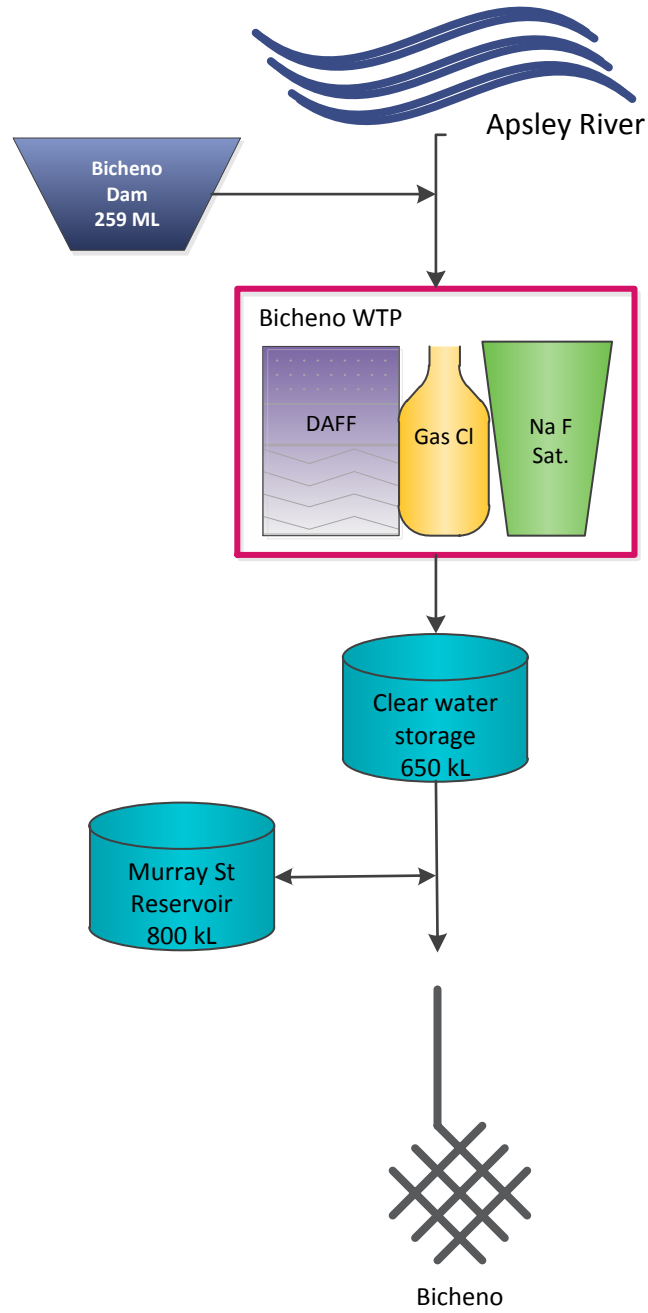 Apsley River
Bicheno
Dam
259 ML
Bicheno WTP
DAFF
Gas Cl
Na F
Sat.
Clear water
storage
650 kL
Murray St
Reservoir
800 kL
Bicheno